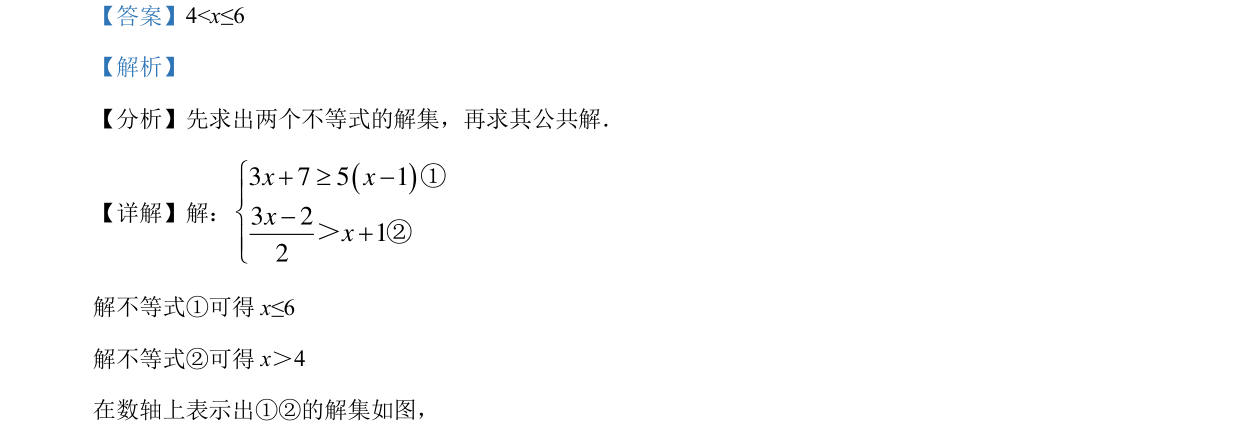 【答案】4<x≤6
【解析】
【分析】先求出两个不等式的解集，再求其公共解．
【详解】解：{3x+7≥5(x−1)①
(3x−2)/2＞x+1②
解不等式①可得 x≤6
解不等式②可得 x＞4
在数轴上表示出①②的解集如图，